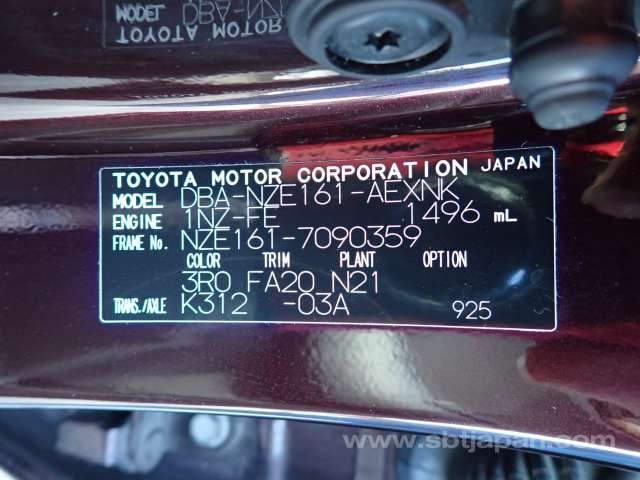 MODEL DBA-NZ
TOYOTA MOTOR
TOYOTA MOTOR CORPORATION JAPAN
MODEL DBA-NZE161-AEXNK
ENGINE 1NZ-FE 1496 mL
FRAME No. NZE161-7090359
COLOR TRIM PLANT OPTION
3R0 FA20 N21
TRANS./AXLE K312 -03A 925
www.sbtjapan.com